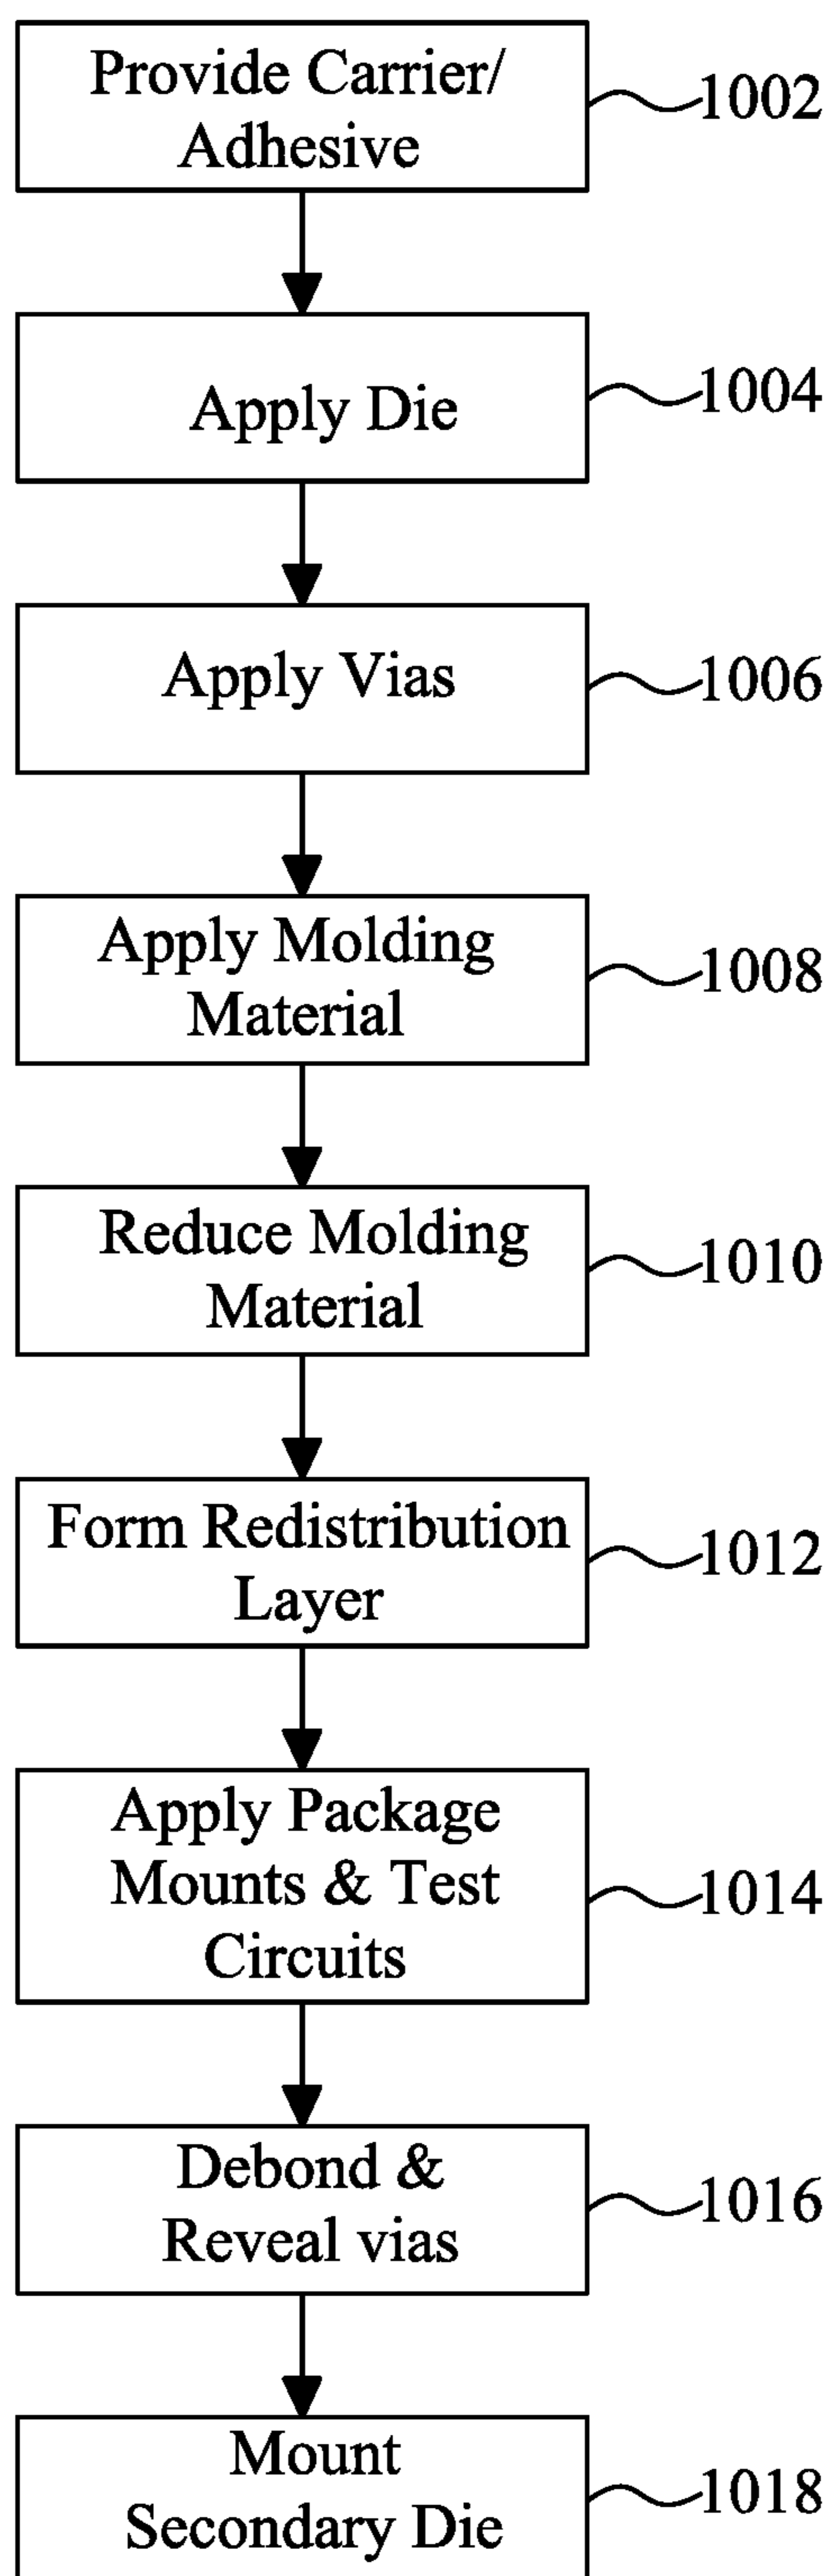 Provide Carrier/
Adhesive
1002
Apply Die
1004
Apply Vias
1006
Apply Molding
Material
1008
Reduce Molding
Material
1010
Form Redistribution
Layer
1012
Apply Package
Mounts & Test
Circuits
1014
Debond &
Reveal vias
1016
Mount
Secondary Die
1018